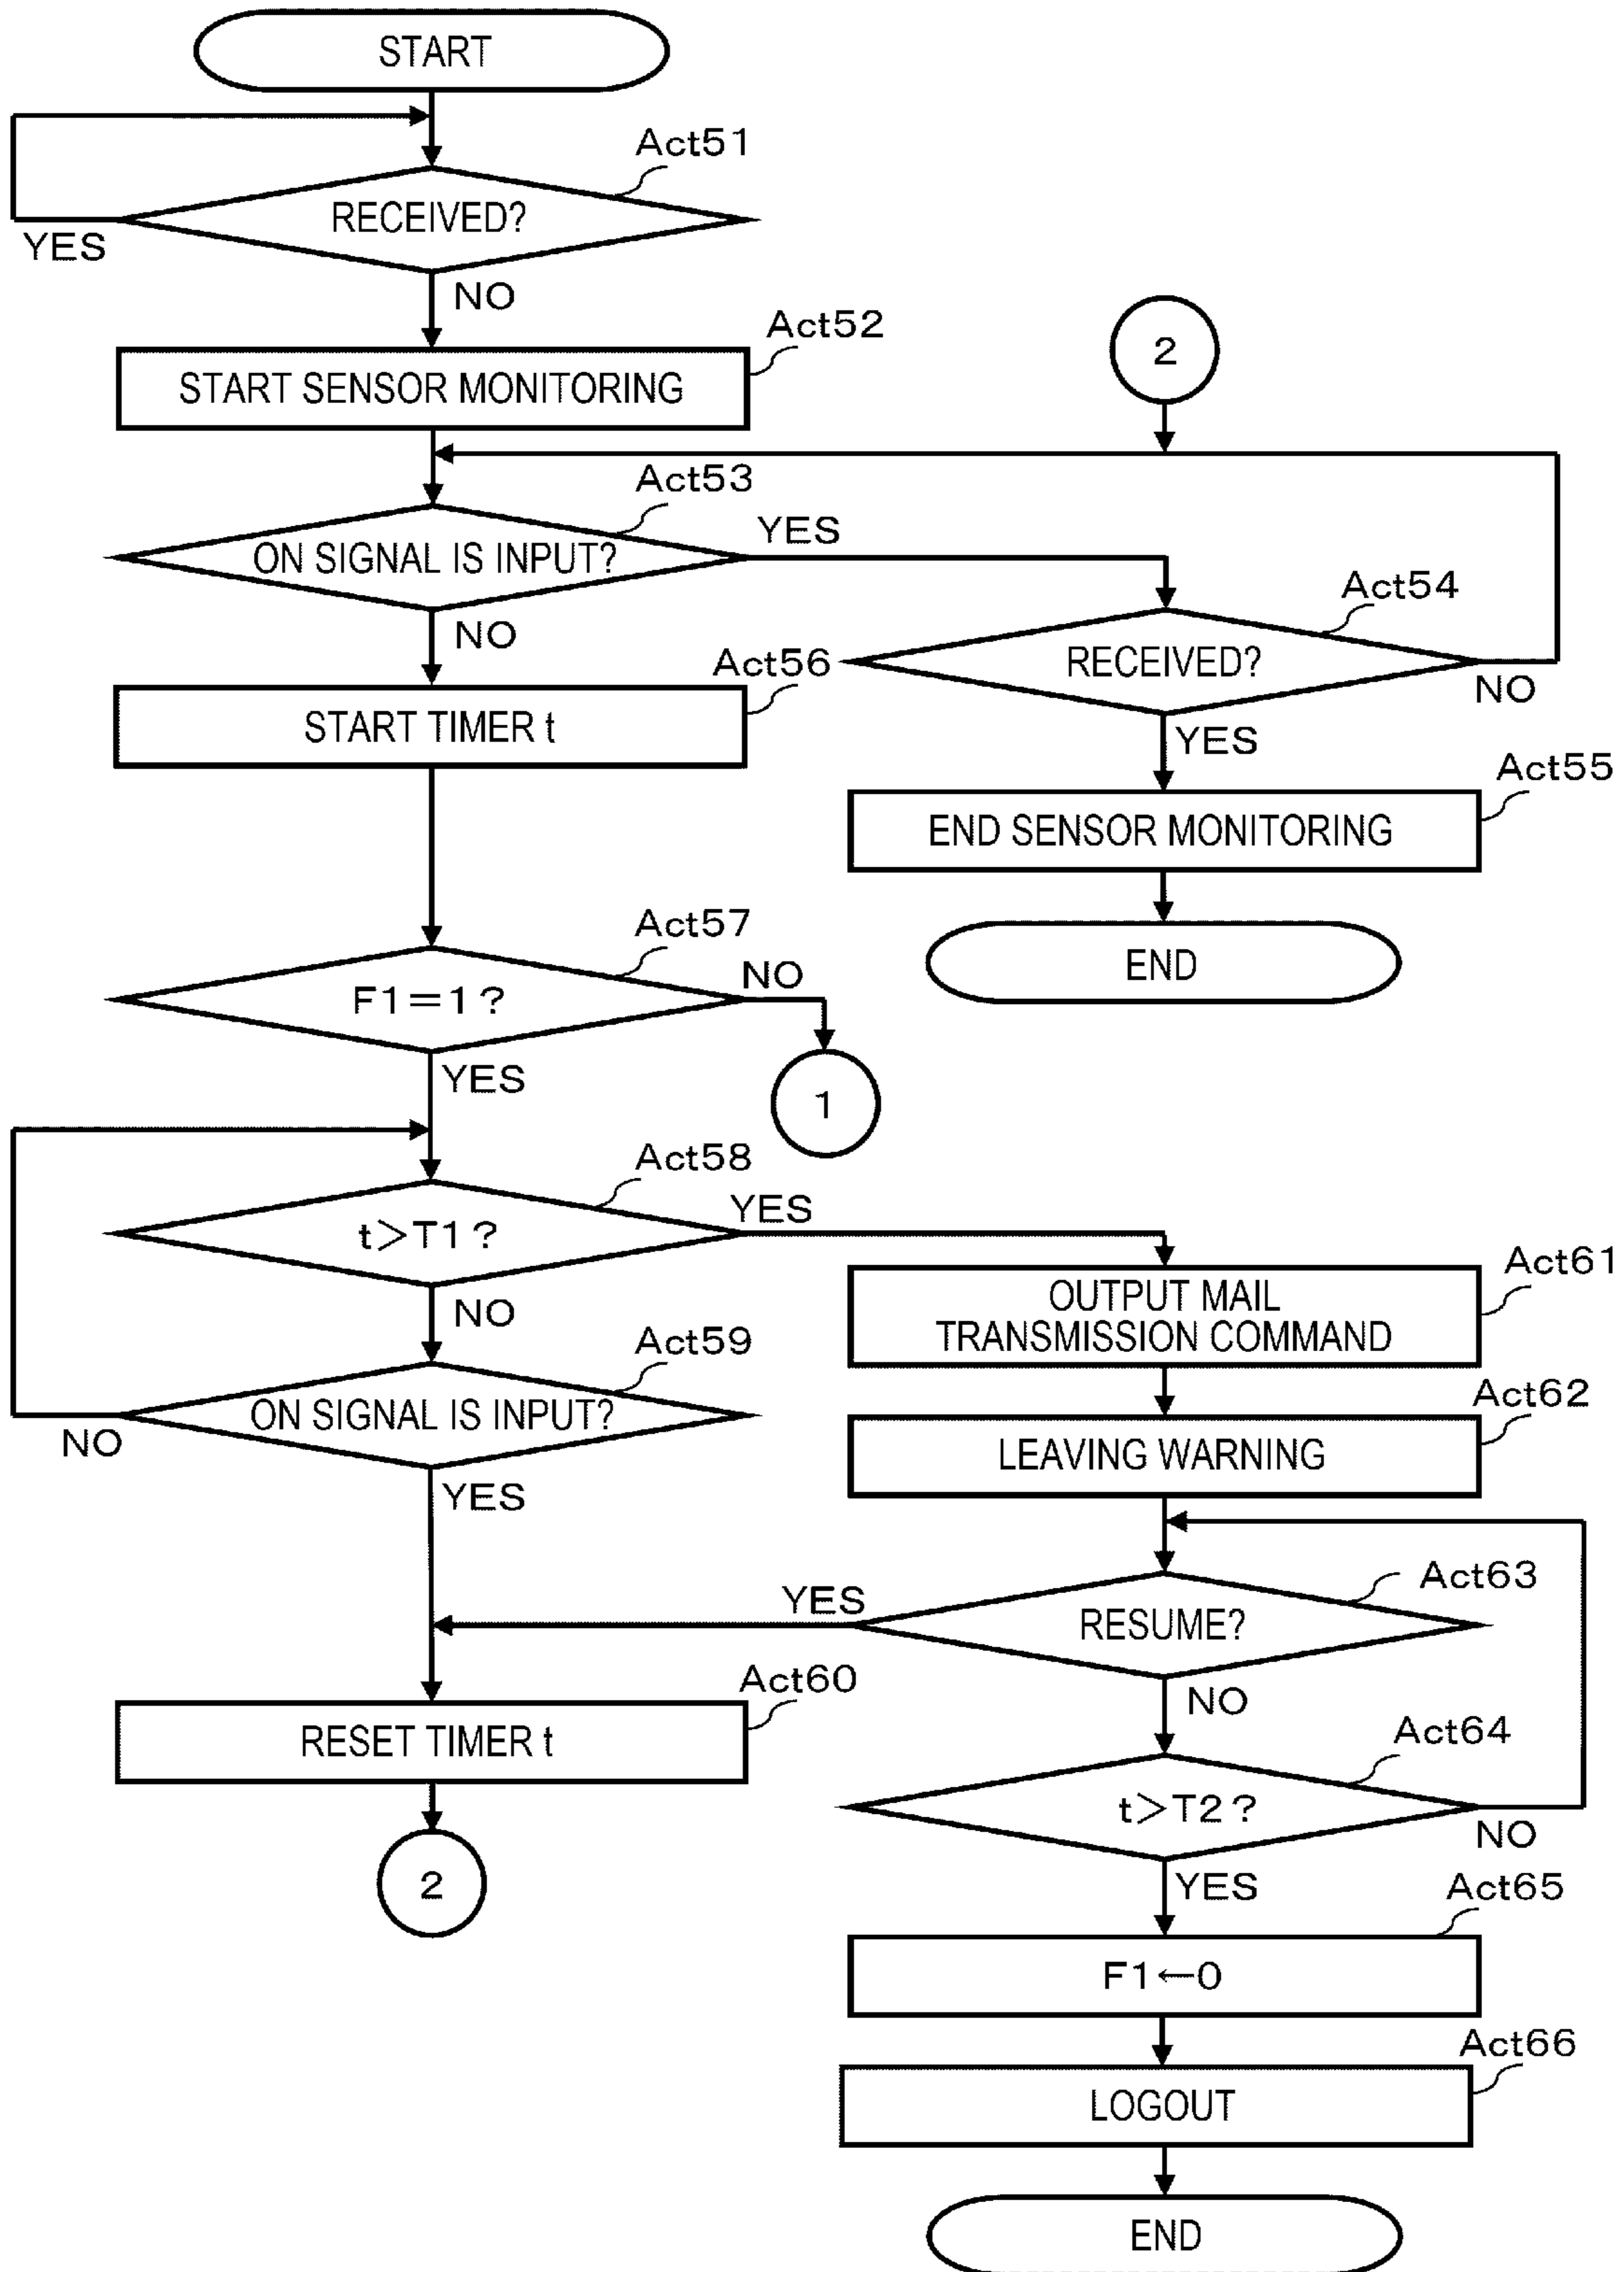 START
Act51
RECEIVED?
YES
NO
Act52
START SENSOR MONITORING
2
Act53
ON SIGNAL IS INPUT?
YES
NO
Act54
RECEIVED?
NO
YES
Act56
START TIMER t
Act55
END SENSOR MONITORING
END
Act57
F1=1?
NO
YES
1
Act58
t>T1?
YES
NO
Act61
OUTPUT MAIL
TRANSMISSION COMMAND
Act59
ON SIGNAL IS INPUT?
NO
YES
Act62
LEAVING WARNING
Act63
RESUME?
YES
NO
Act60
RESET TIMER t
2
Act64
t>T2?
NO
YES
Act65
F1←0
Act66
LOGOUT
END